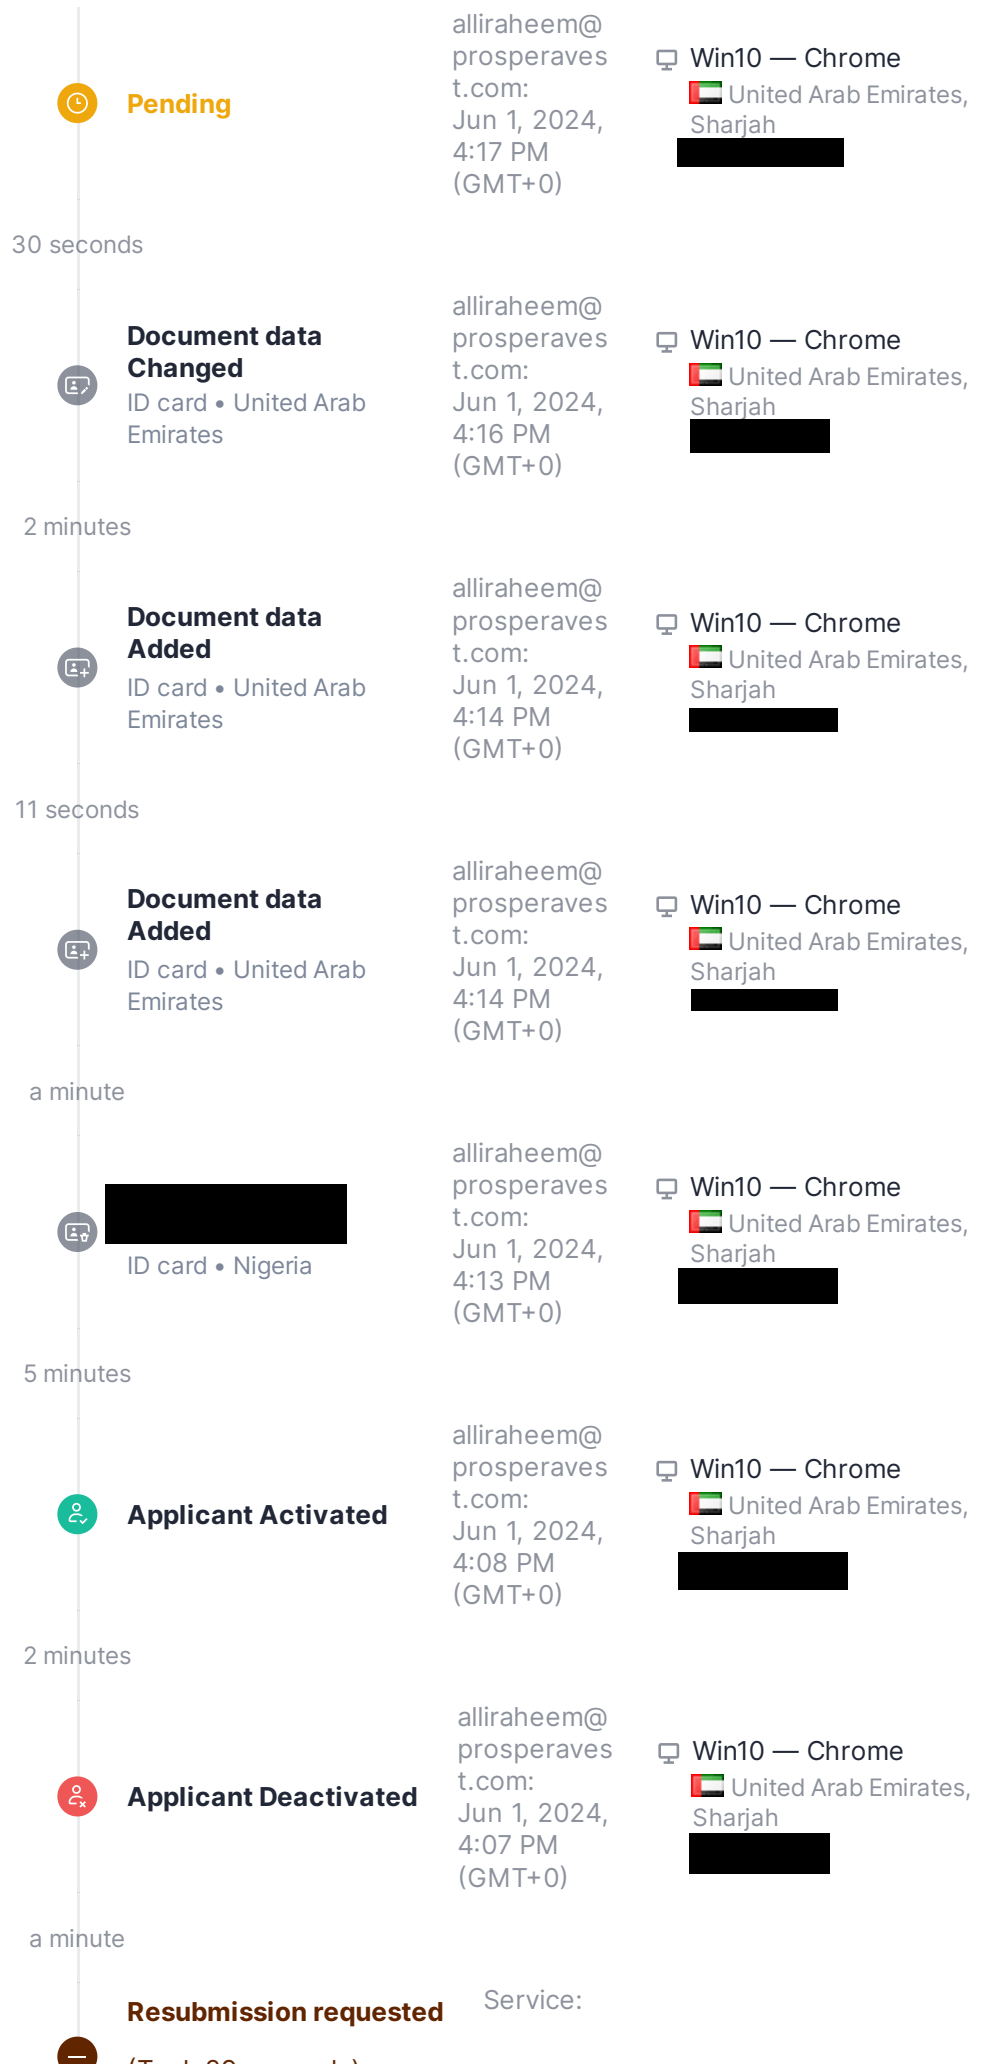 alliraheem@
prosperaves
t.com:
Jun 1, 2024,
4:17 PM
(GMT+0)
Pending
Win10 — Chrome
United Arab Emirates,
Sharjah
30 seconds
Document data
Changed
ID card • United Arab
Emirates
alliraheem@
prosperaves
t.com:
Jun 1, 2024,
4:16 PM
(GMT+0)
Win10 — Chrome
United Arab Emirates,
Sharjah
2 minutes
Document data
Added
ID card • United Arab
Emirates
alliraheem@
prosperaves
t.com:
Jun 1, 2024,
4:14 PM
(GMT+0)
Win10 — Chrome
United Arab Emirates,
Sharjah
11 seconds
Document data
Added
ID card • United Arab
Emirates
alliraheem@
prosperaves
t.com:
Jun 1, 2024,
4:14 PM
(GMT+0)
Win10 — Chrome
United Arab Emirates,
Sharjah
a minute
ID card • Nigeria
alliraheem@
prosperaves
t.com:
Jun 1, 2024,
4:13 PM
(GMT+0)
Win10 — Chrome
United Arab Emirates,
Sharjah
5 minutes
Applicant Activated
alliraheem@
prosperaves
t.com:
Jun 1, 2024,
4:08 PM
(GMT+0)
Win10 — Chrome
United Arab Emirates,
Sharjah
2 minutes
Applicant Deactivated
alliraheem@
prosperaves
t.com:
Jun 1, 2024,
4:07 PM
(GMT+0)
Win10 — Chrome
United Arab Emirates,
Sharjah
a minute
Resubmission requested
Service: